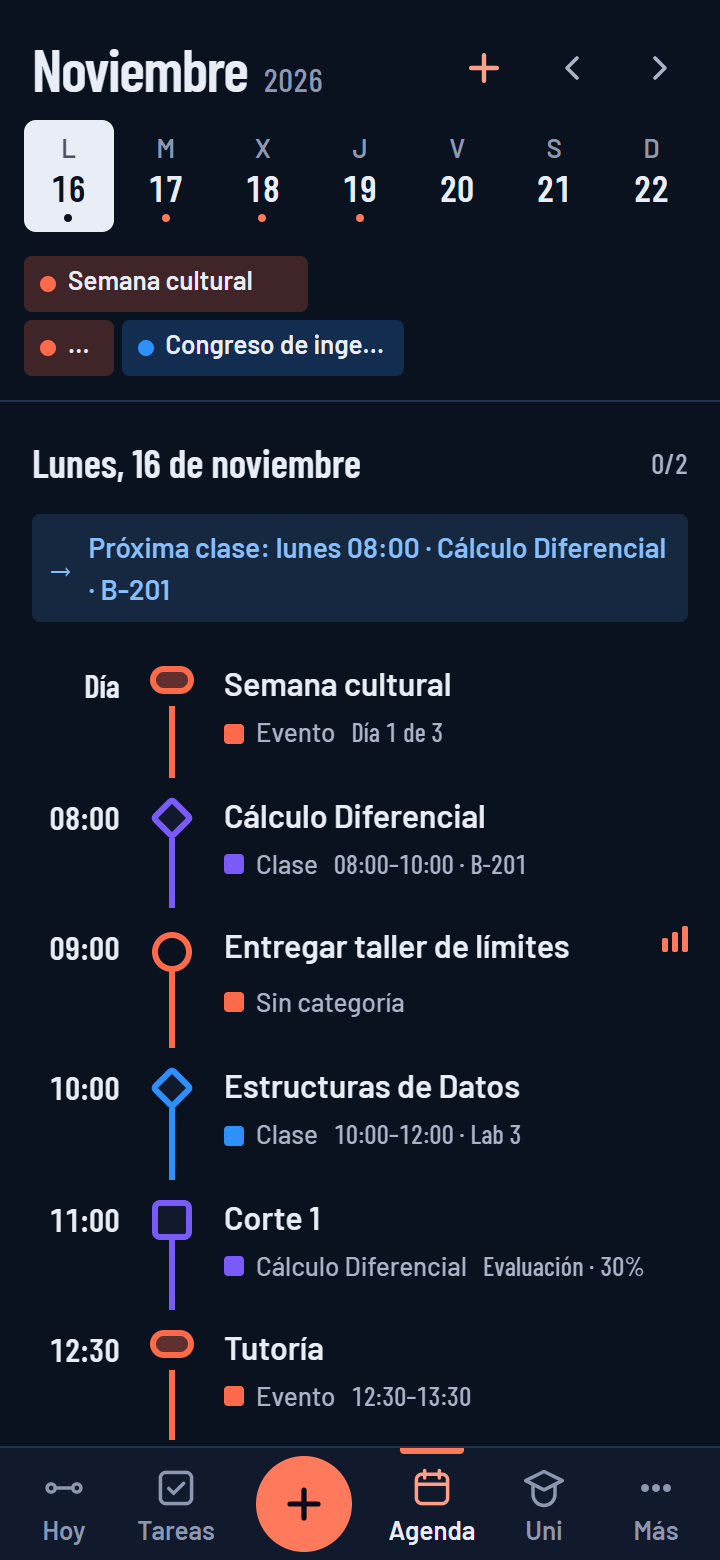 Noviembre 2026
L M X J V S D
16 17 18 19 20 21 22
Semana cultural
... Congreso de inge...
Lunes, 16 de noviembre 0/2
→ Próxima clase: lunes 08:00 · Cálculo Diferencial
· B-201
Día Semana cultural
Evento Día 1 de 3
08:00 Cálculo Diferencial
Clase 08:00–10:00 · B-201
09:00 Entregar taller de límites
Sin categoría
10:00 Estructuras de Datos
Clase 10:00–12:00 · Lab 3
11:00 Corte 1
Cálculo Diferencial Evaluación · 30%
12:30 Tutoría
Evento 12:30–13:30
Hoy Tareas Agenda Uni Más